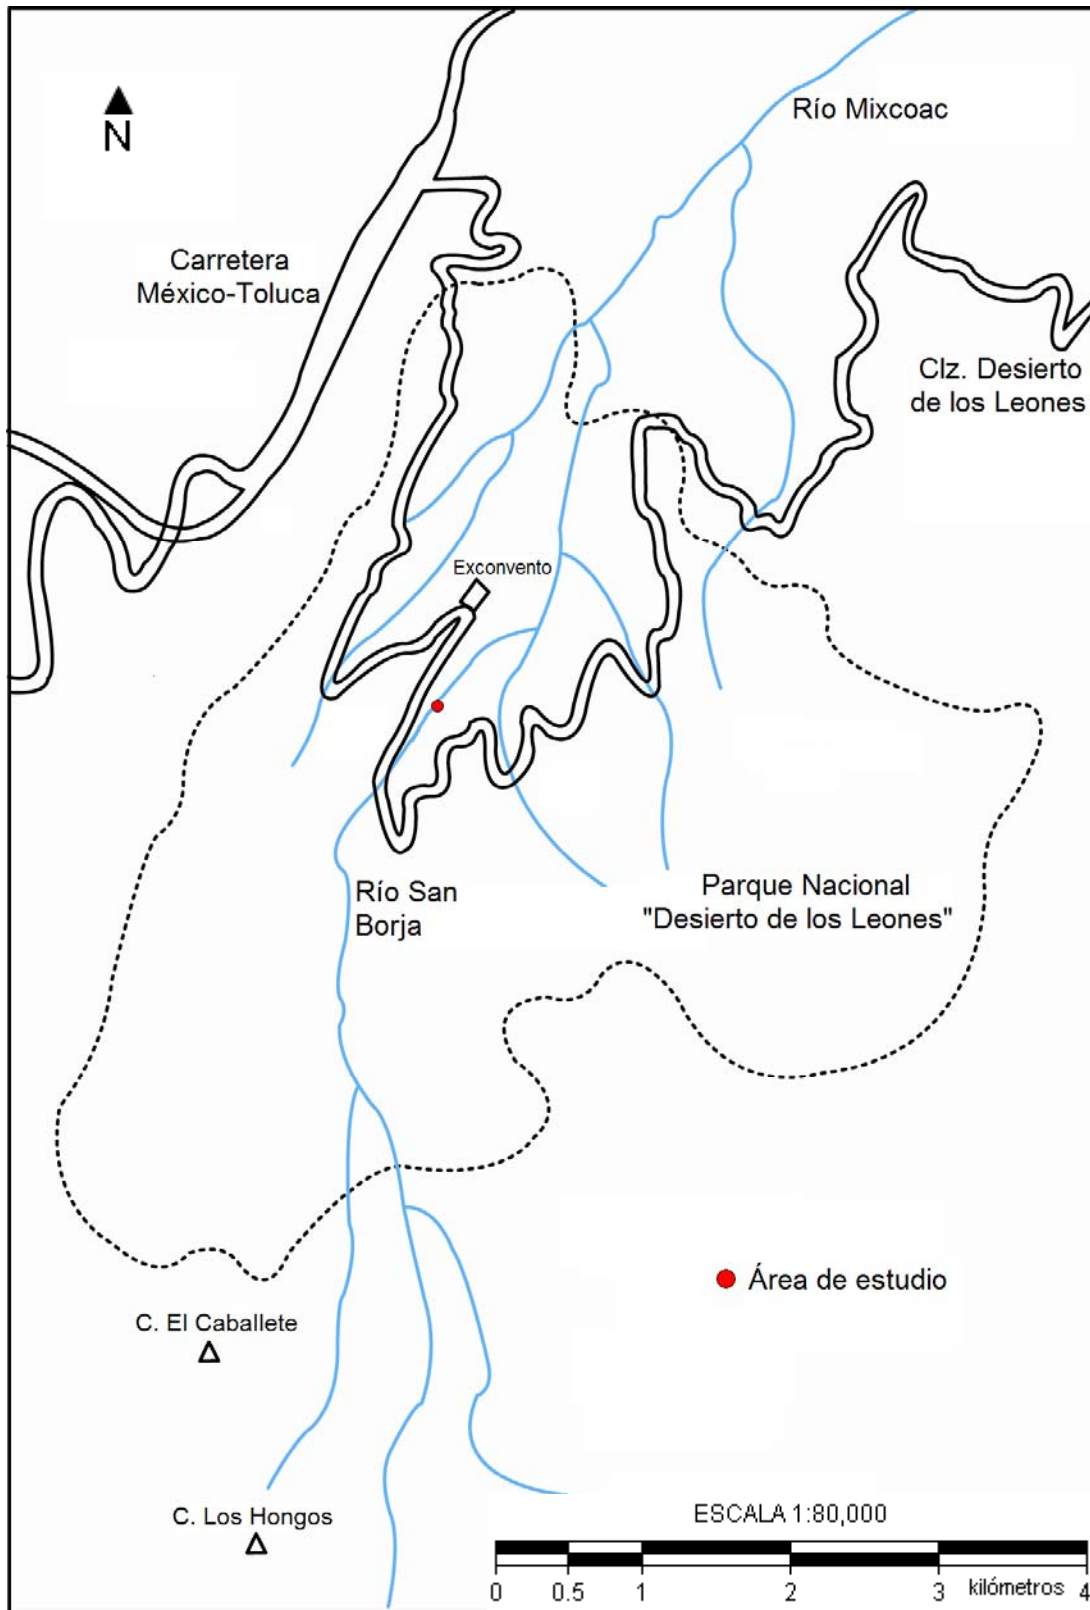 Río Mixcoac
N
Carretera
México-Toluca
Clz. Desierto
de los Leones
Exconvento
Río San
Borja
Parque Nacional
"Desierto de los Leones"
Área de estudio
C. El Caballete
C. Los Hongos
ESCALA 1:80,000
0 0.5 1 2 3 kilómetros 4